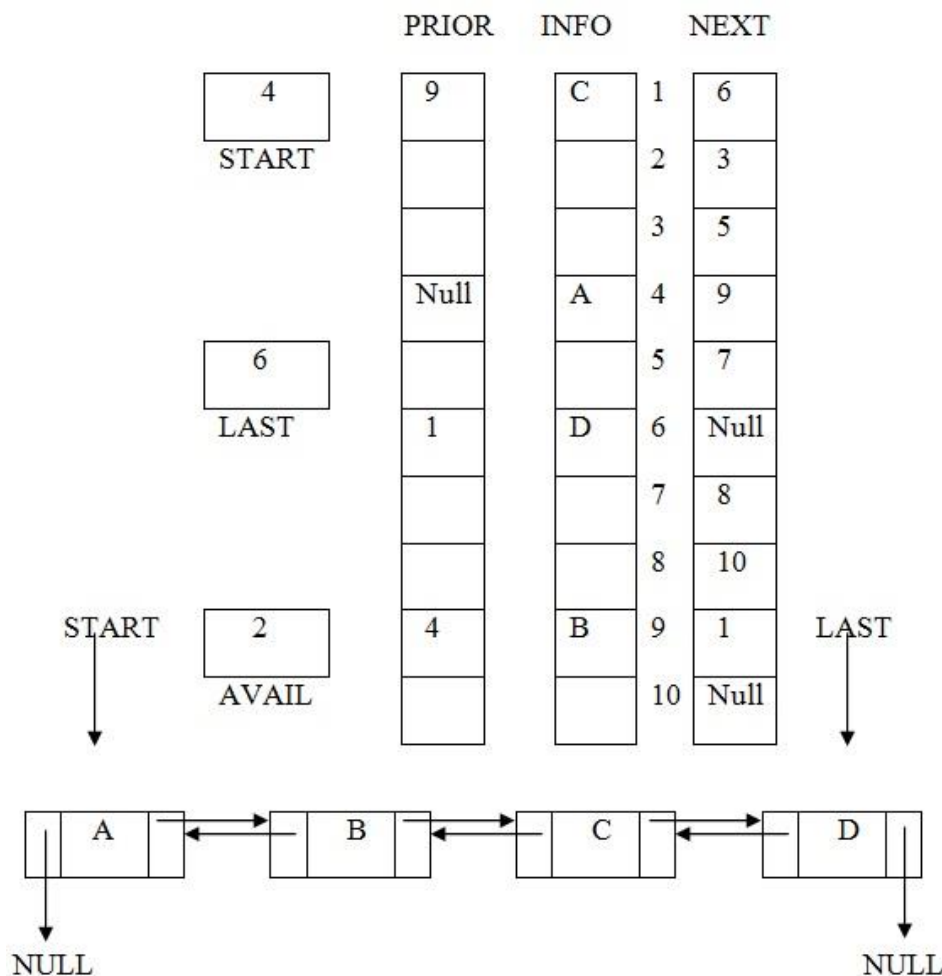 PRIOR INFO NEXT
4 9 C 1 6
START 2 3
3 5
Null A 4 9
6 5 7
LAST 1 D 6 Null
7 8
8 10
START 2 4 B 9 1 LAST
AVAIL 10 Null
A B C D
NULL NULL